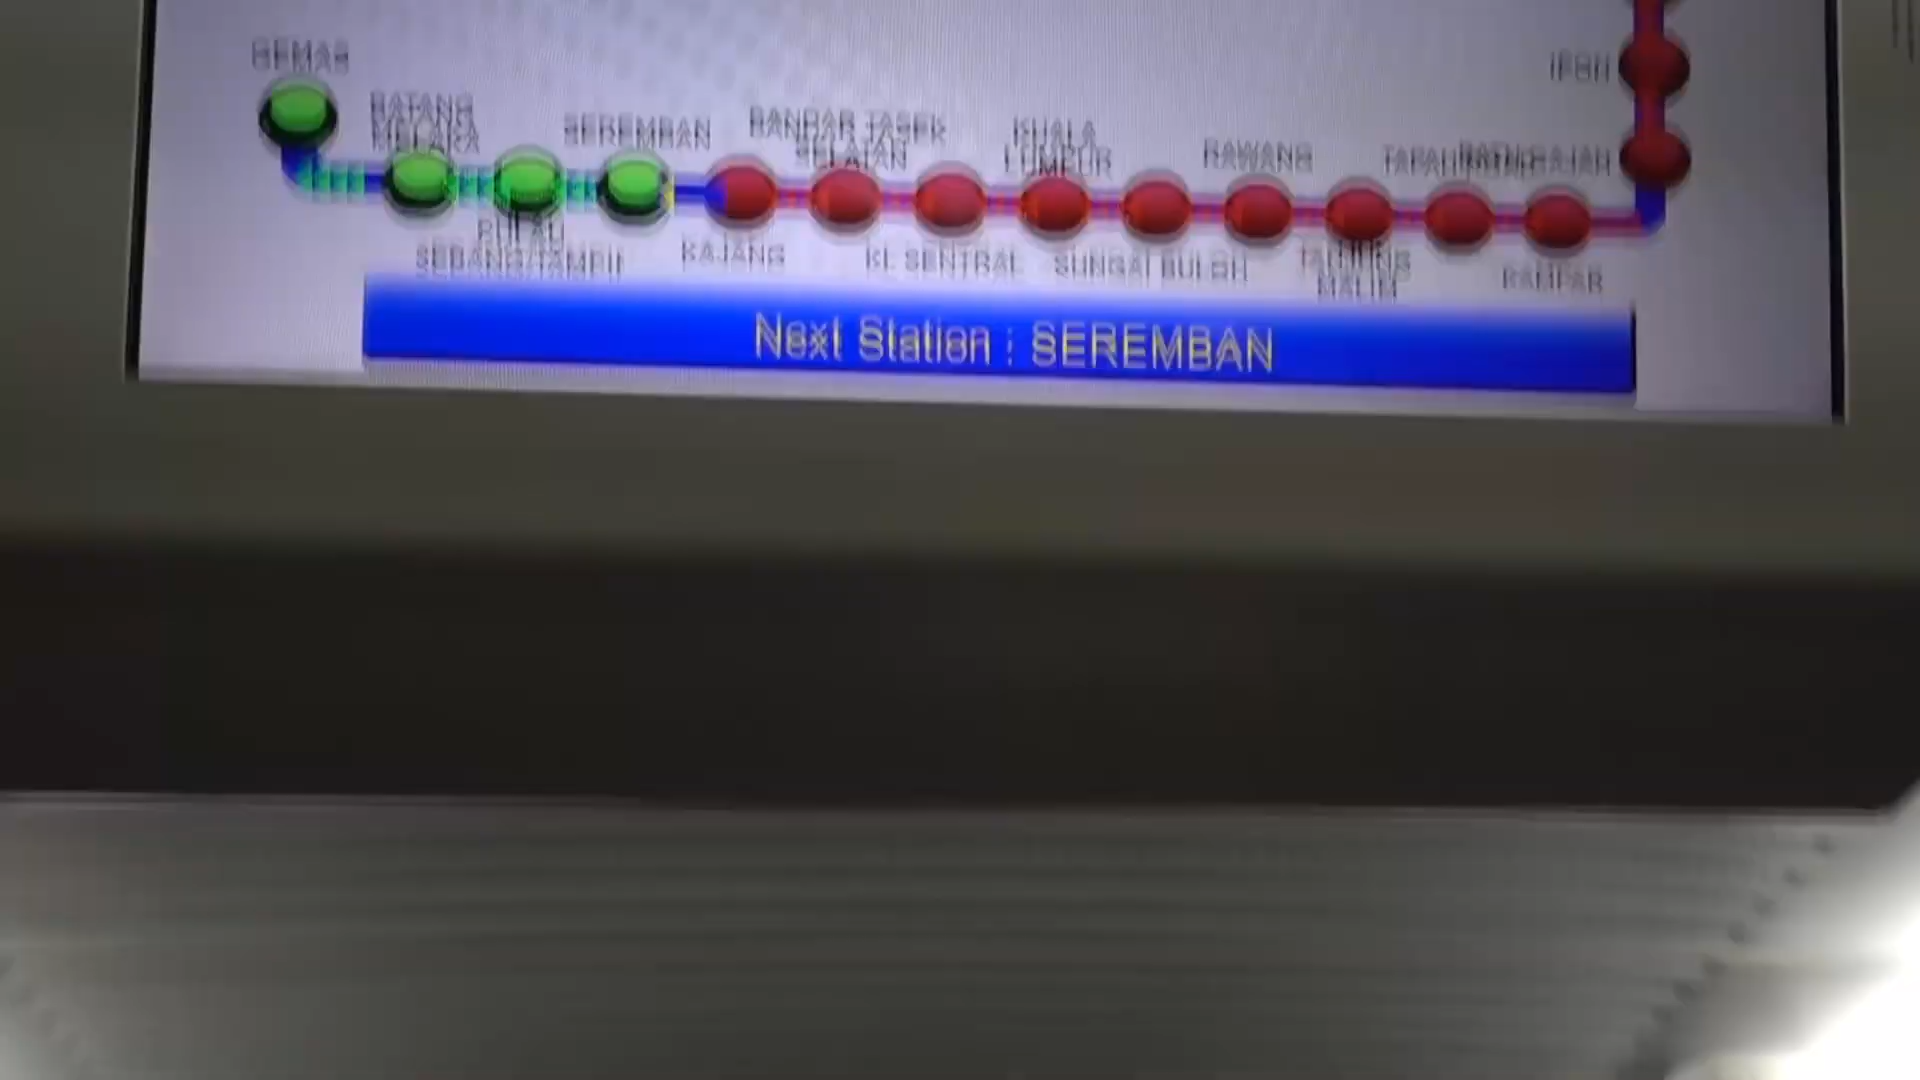 GEMAS
IPOH
BATANG
MELAKA
SEREMBAN
BANDAR TASEK
SELATAN
KUALA
LUMPUR
RAWANG
PULAU
SEBANG/TAMPIN
KAJANG
KL SENTRAL
SUNGAI BULOH
TANJUNG
MALIM
KAMPAR
Next Station : SEREMBAN